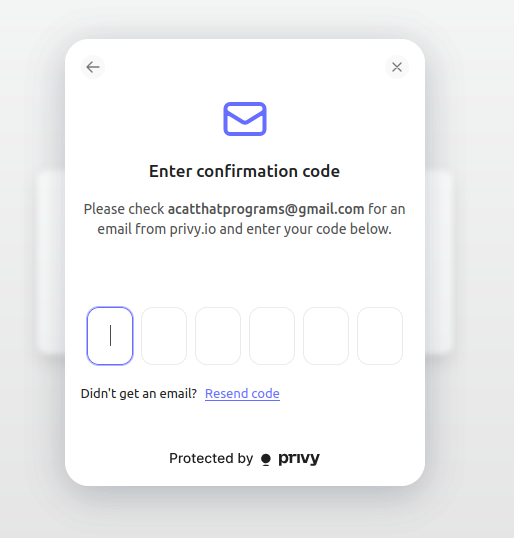 Enter confirmation code
Please check acatthatprograms@gmail.com for an
email from privy.io and enter your code below.
Didn't get an email? Resend code
Protected by privy